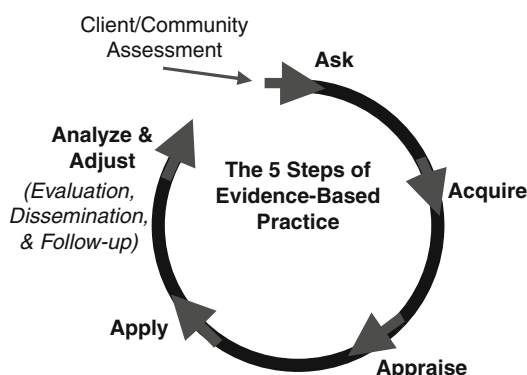 Client/Community
Assessment
Ask
Acquire
Appraise
Apply
Analyze &
Adjust
(Evaluation,
Dissemination,
& Follow-up)
The 5 Steps of
Evidence-Based
Practice